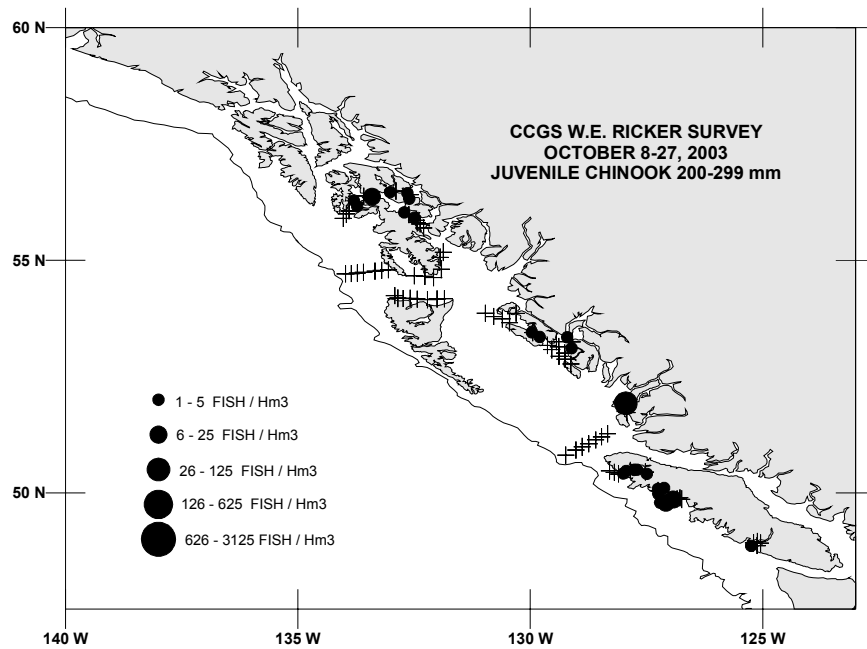 60 N
CCGS W.E. RICKER SURVEY
OCTOBER 8-27, 2003
JUVENILE CHINOOK 200-299 mm
55 N
1 - 5 FISH / Hm3
6 - 25 FISH / Hm3
26 - 125 FISH / Hm3
50 N
126 - 625 FISH / Hm3
626 - 3125 FISH / Hm3
140 W
135 W
130 W
125 W